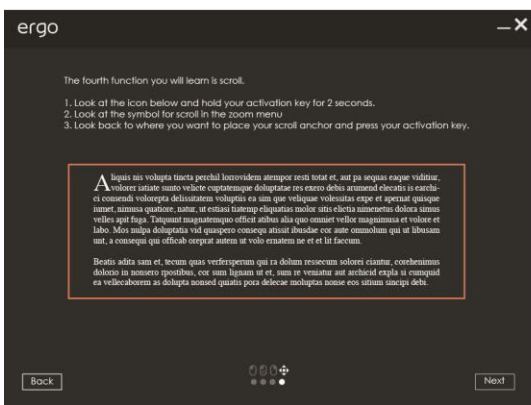 ergo
The fourth function you will learn is scroll.
1. Look at the icon below and hold your activation key for 2 seconds.
2. Look at the symbol for scroll in the zoom menu
3. Look back to where you want to place your scroll anchor and press your activation key.
Aliquis nis volupta tincta perchil lorrovidem atempor resti totat et, aut pa sequas eaque viditiur,
volorer iatiate sunto velicte cuptatemque doluptatae res exero debis arumend elecatis is earchi-
ci consendi volorepta delissitatem voluptiis ea sim que veliquae volessitas expe et apernat quisque
iumet, nimusa quatiore, natur, ut estiasi tiatemp eliquatias molor sitis elictia nimenetus dolora simus
velles apit fuga. Tatquunt magnatemquo officit atibus alia quo omniet vellor magnimusa et volore et
labo. Mos nulpa doluptatia vid quaspero consequ atissit ibusdae cor aute ommolum qui ut libusam
unt, a consequi qui officab oreprat autem ut volo ernatem ne et et lit faccum.
Beatis adita sam et, tecum quas verfersperum qui ra dolum ressecum solorei ciantur, corehenimus
dolorio in nonsero rpostibus, cor sum lignam ut et, sum re veniatur aut archicid expla si cumquid
ea vellecaborem as dolupta nonsed quiatis pora delecae moluptas nonse eos sitium sincipi debi.
Back
Next